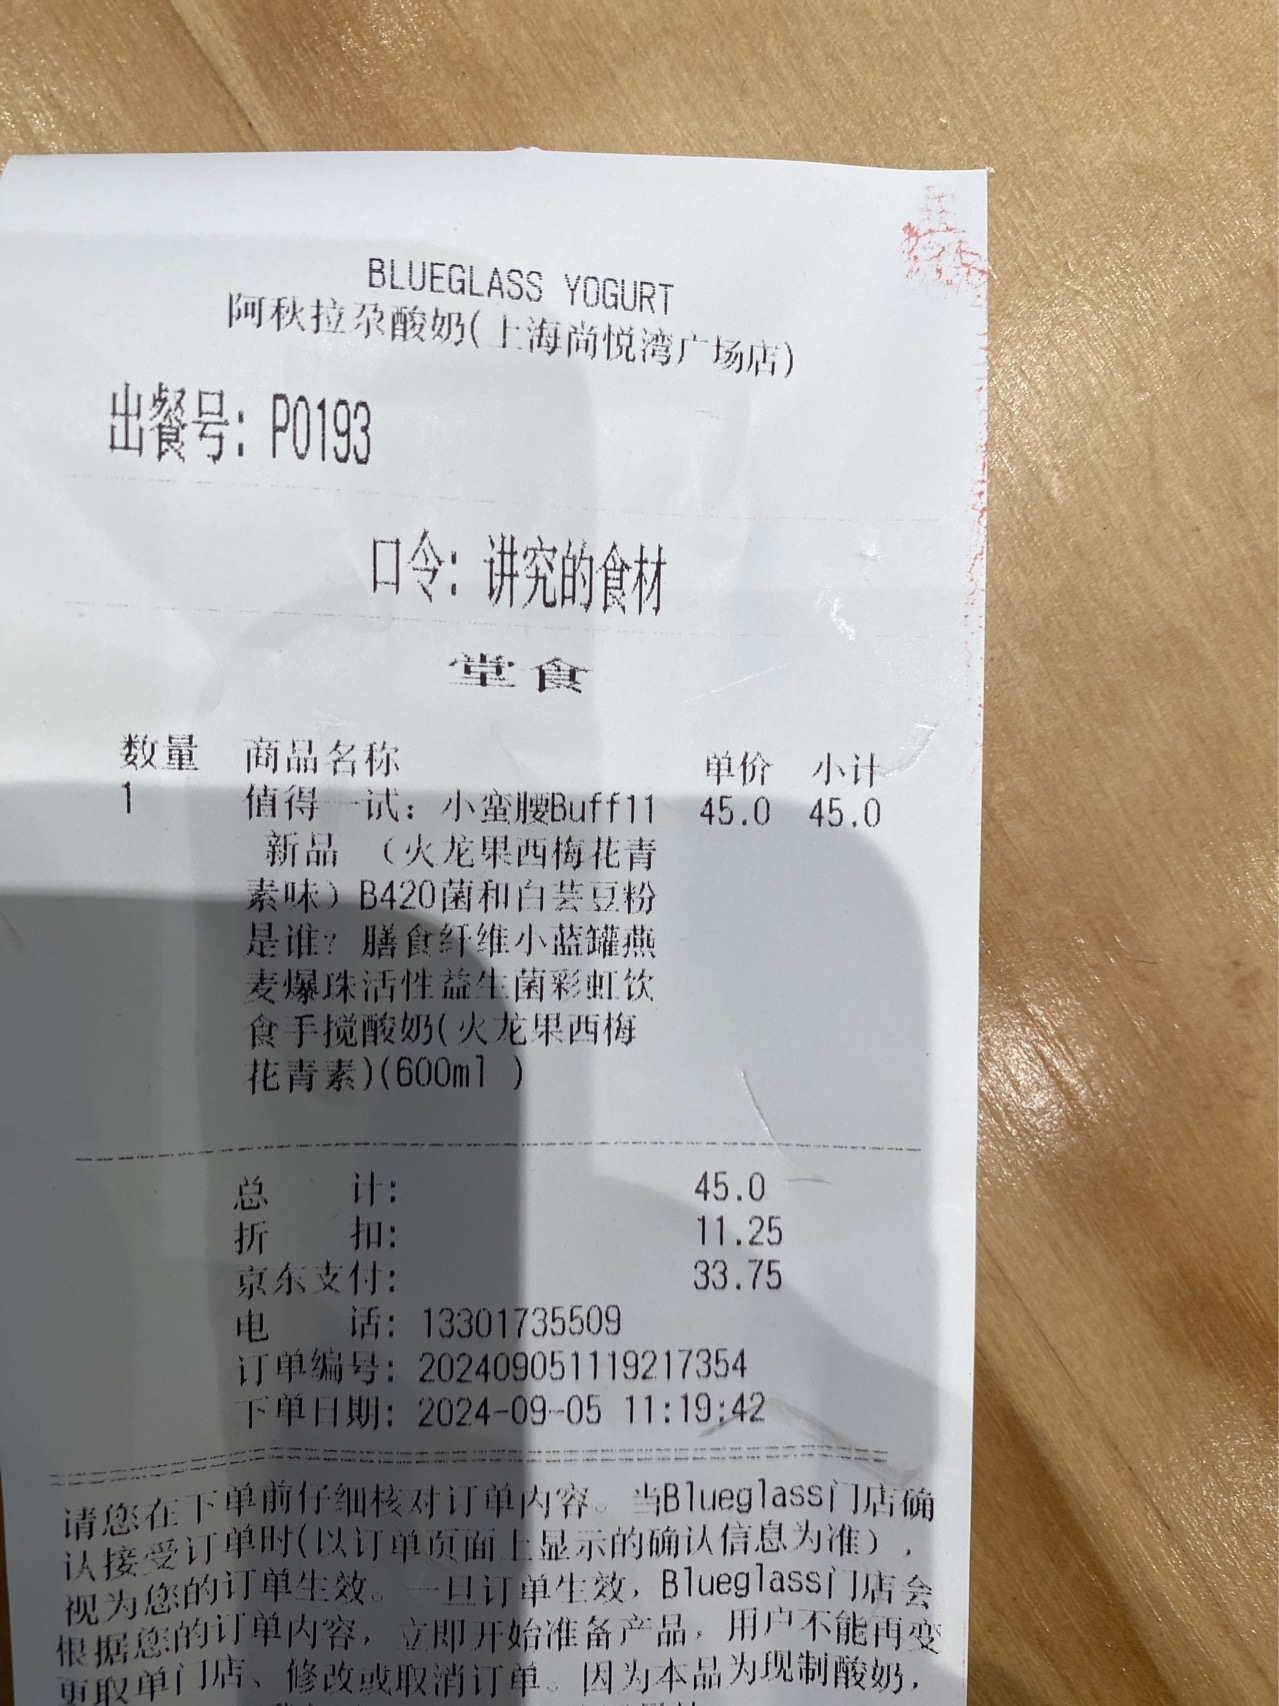 BLUEGLASS YOGURT
阿秋拉尕酸奶(上海尚悦湾广场店)
出餐号: P0193
口令: 讲究的食材
堂食
数量 商品名称 单价 小计
1 值得一试: 小蛮腰Buff11 45.0 45.0
新品 (火龙果西梅花青
素味) B420菌和白芸豆粉
是谁? 膳食纤维小蓝罐燕
麦爆珠活性益生菌彩虹饮
食手搅酸奶(火龙果西梅
花青素)(600ml )
总 计: 45.0
折 扣: 11.25
京东支付: 33.75
电 话: 13301735509
订单编号: 202409051119217354
下单日期: 2024-09-05 11:19:42
请您在下单前仔细核对订单内容。当Blueglass门店确
认接受订单时(以订单页面上显示的确认信息为准),
视为您的订单生效。一旦订单生效, Blueglass门店会
根据您的订单内容, 立即开始准备产品, 用户不能再变
更取单门店、修改或取消订单。因为本品为现制酸奶,